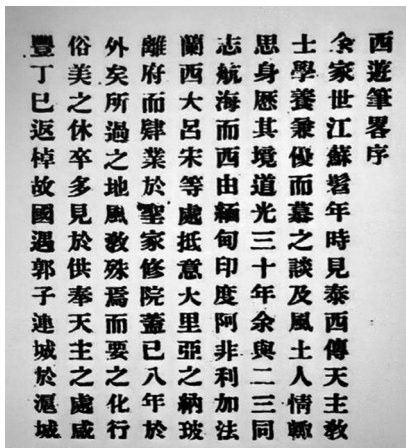 西遊筆畧序
余家世江蘇髫年時見泰西傳天主教
士學養兼優而慕之談及風土人情輒
思身歷其境道光三十年余與二三同
志航海而西由緬甸印度阿非利加法
蘭西大呂宋等處抵意大里亞之納玻
離府而肄業於聖家修院蓋已八年於
外矣所過之地風教殊焉而要之化行
俗美之休卒多見於供奉天主之處咸
豐丁巳返棹故國遇郭子連城於滬城